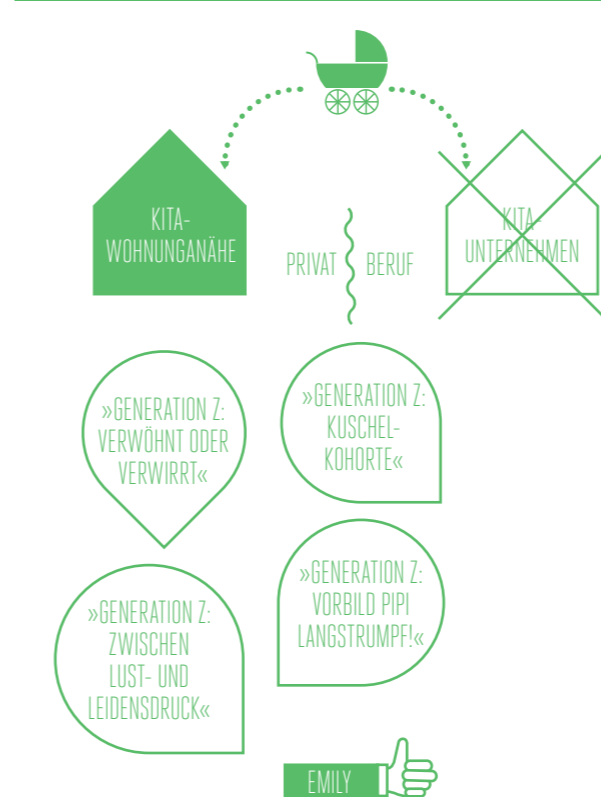 KITA-
WOHNUNGANÄHE
PRIVAT
BERUF
KITA-
UNTERNEHMEN
»GENERATION Z:
VERWÖHNT ODER
VERWIRRT«
»GENERATION Z:
KUSCHEL-
KOHORTE«
»GENERATION Z:
ZWISCHEN
LUST- UND
LEIDENSDRUCK«
»GENERATION Z:
VORBILD PIPI
LANGSTRUMPF!«
EMILY